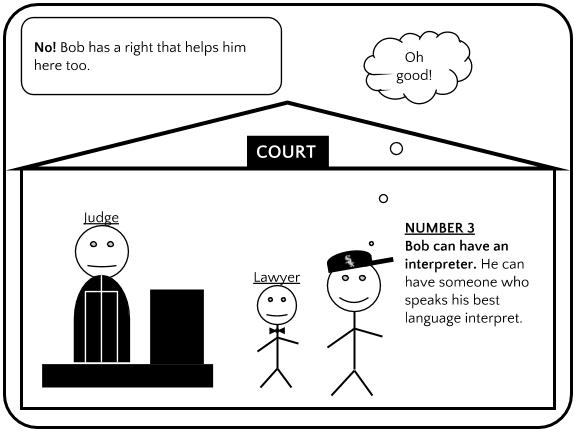 No! Bob has a right that helps him
here too.
Oh
good!
COURT
Judge
Lawyer
NUMBER 3
Bob can have an
interpreter. He can
have someone who
speaks his best
language interpret.